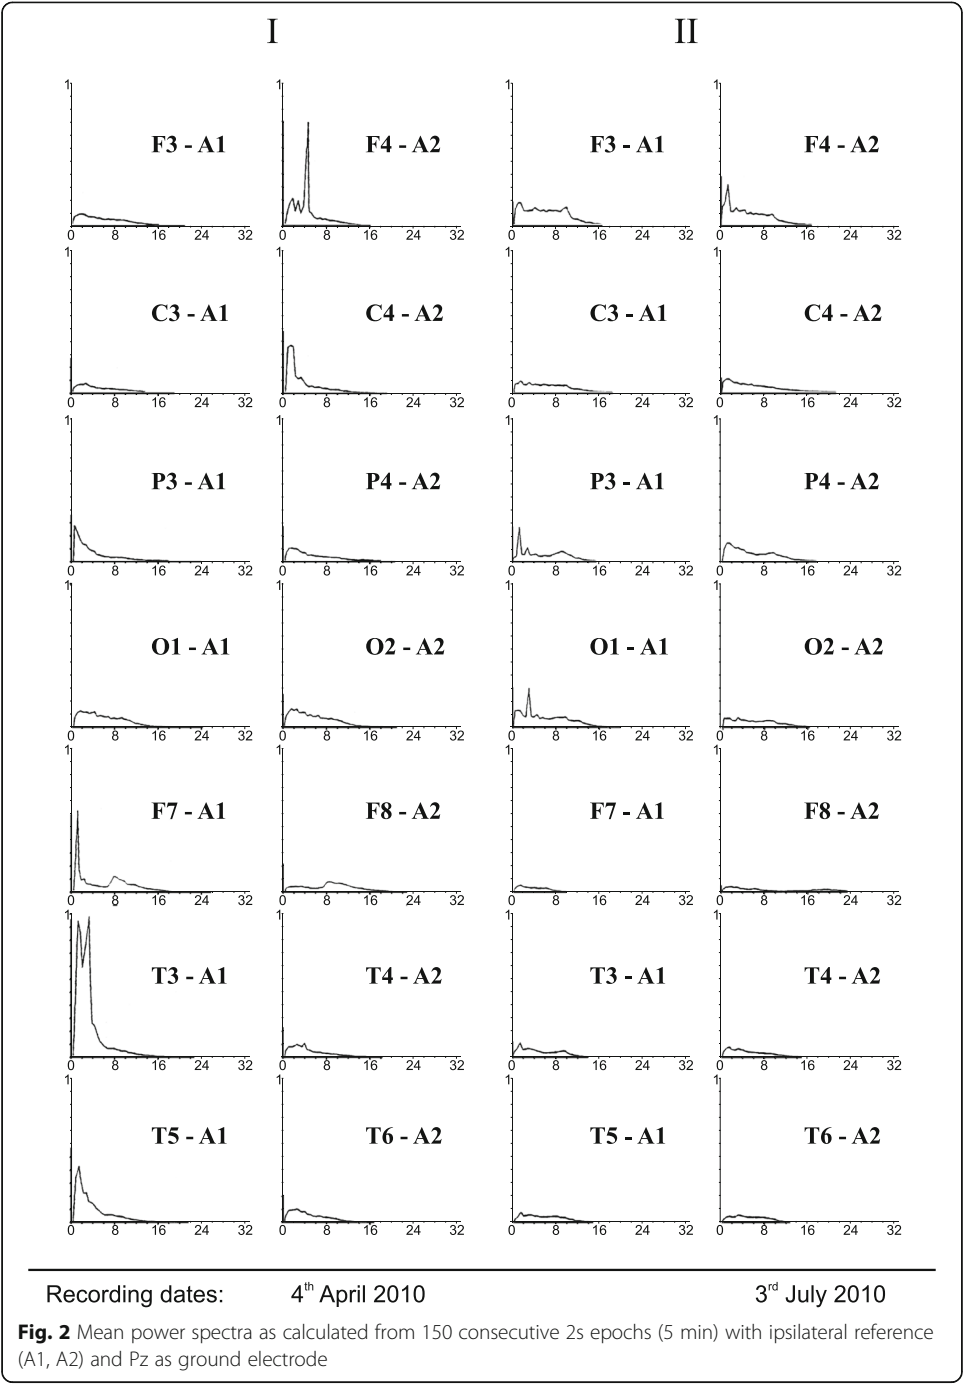 I II
1 1 1 1
F3 - A1 F4 - A2 F3 - A1 F4 - A2
0 8 16 24 32 0 8 16 24 32 0 8 16 24 32 0 8 16 24 32
1 1 1 1
C3 - A1 C4 - A2 C3 - A1 C4 - A2
0 8 16 24 32 0 8 16 24 32 0 8 16 24 32 0 8 16 24 32
1 1 1 1
P3 - A1 P4 - A2 P3 - A1 P4 - A2
0 8 16 24 32 0 8 16 24 32 0 8 16 24 32 0 8 16 24 32
1 1 1 1
O1 - A1 O2 - A2 O1 - A1 O2 - A2
0 8 16 24 32 0 8 16 24 32 0 8 16 24 32 0 8 16 24 32
1 1 1 1
F7 - A1 F8 - A2 F7 - A1 F8 - A2
0 8 16 24 32 0 8 16 24 32 0 8 16 24 32 0 8 16 24 32
1 1 1 1
T3 - A1 T4 - A2 T3 - A1 T4 - A2
0 8 16 24 32 0 8 16 24 32 0 8 16 24 32 0 8 16 24 32
1 1 1 1
T5 - A1 T6 - A2 T5 - A1 T6 - A2
0 8 16 24 32 0 8 16 24 32 0 8 16 24 32 0 8 16 24 32
Recording dates: 4th April 2010 3rd July 2010
Fig. 2 Mean power spectra as calculated from 150 consecutive 2s epochs (5 min) with ipsilateral reference
(A1, A2) and Pz as ground electrode